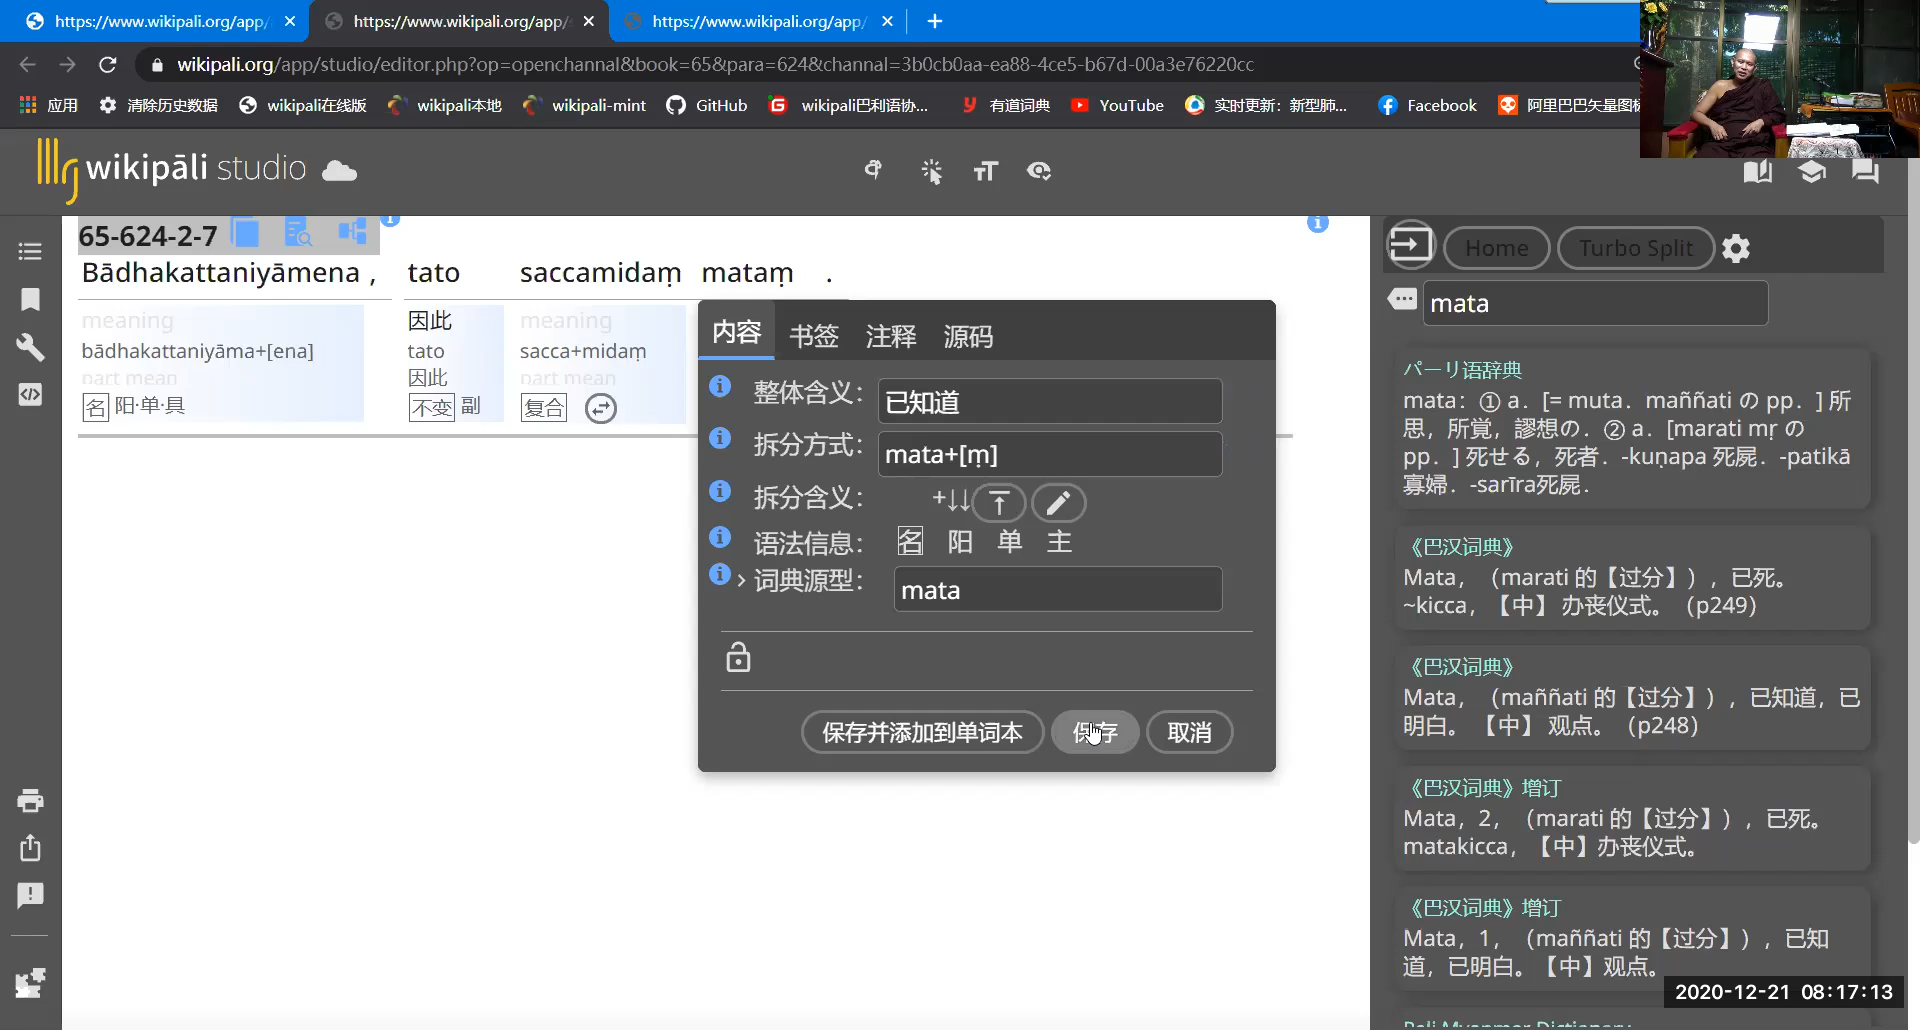 https://www.wikipali.org/app/
https://www.wikipali.org/app/
https://www.wikipali.org/app/
wikipali.org/app/studio/editor.php?op=openchannal&book=65&para=624&channal=3b0cb0aa-ea88-4ce5-b67d-00a3e76220cc
应用 清除历史数据 wikipali在线版 wikipali本地 wikipali-mint GitHub wikipali巴利语协... 有道词典 YouTube 实时更新：新型肺... Facebook 阿里巴巴矢量图标
wikipāli studio
65-624-2-7
Bādhakattaniyāmena , tato saccamidaṃ mataṃ .
meaning 因此 meaning
bādhakattaniyāma+[ena] tato sacca+midaṃ
part mean 因此 part mean
名 阳·单·具 不变 副 复合
内容 书签 注释 源码
整体含义： 已知道
拆分方式： mata+[ṃ]
拆分含义： +↓↓
语法信息： 名 阳 单 主
词典源型： mata
保存并添加到单词本 保存 取消
Home Turbo Split
mata
パーリ语辞典
mata：① a．[= muta．maññati の pp．] 所
思，所覚，謬想の．② a．[marati mṛ の
pp．] 死せる，死者．-kuṇapa 死屍．-patikā
寡婦．-sarīra死屍．
《巴汉词典》
Mata，（marati 的【过分】），已死。
~kicca，【中】 办丧仪式。（p249）
《巴汉词典》
Mata，（maññati 的【过分】），已知道，已
明白。【中】 观点。（p248）
《巴汉词典》增订
Mata，2，（marati 的【过分】），已死。
matakicca，【中】办丧仪式。
《巴汉词典》增订
Mata，1，（maññati 的【过分】），已知
道，已明白。【中】观点。
2020-12-21 08:17:13